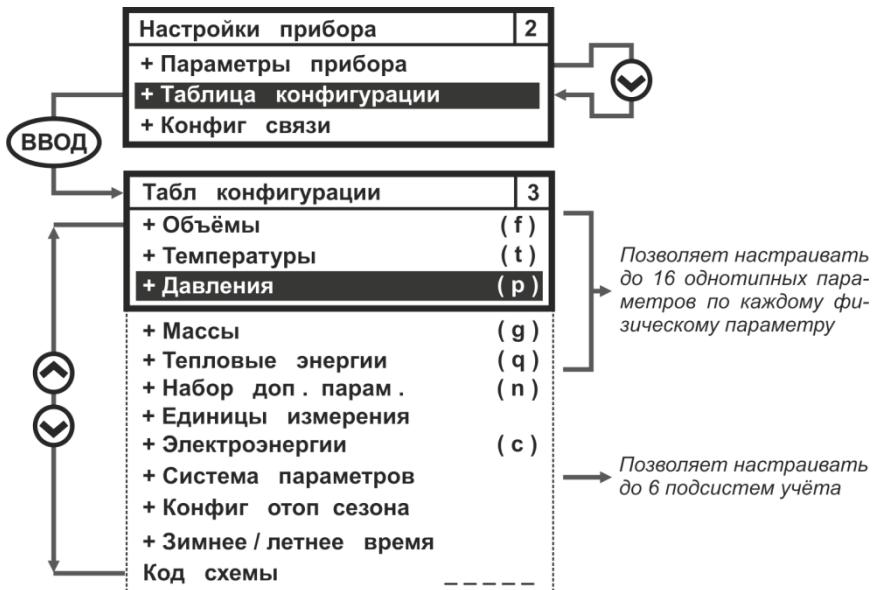 Настройки прибора 2
+ Параметры прибора
+ Таблица конфигурации
+ Конфиг связи
ВВОД
Табл конфигурации 3
+ Объёмы ( f )
+ Температуры ( t )
+ Давления ( p )
+ Массы ( g )
+ Тепловые энергии ( q )
+ Набор доп . парам . ( n )
+ Единицы измерения
+ Электроэнергии ( c )
+ Система параметров
+ Конфиг отоп сезона
+ Зимнее / летнее время
Код схемы _ _ _ _ _
Позволяет настраивать
до 16 однотипных пара-
метров по каждому фи-
зическому параметру
Позволяет настраивать
до 6 подсистем учёта